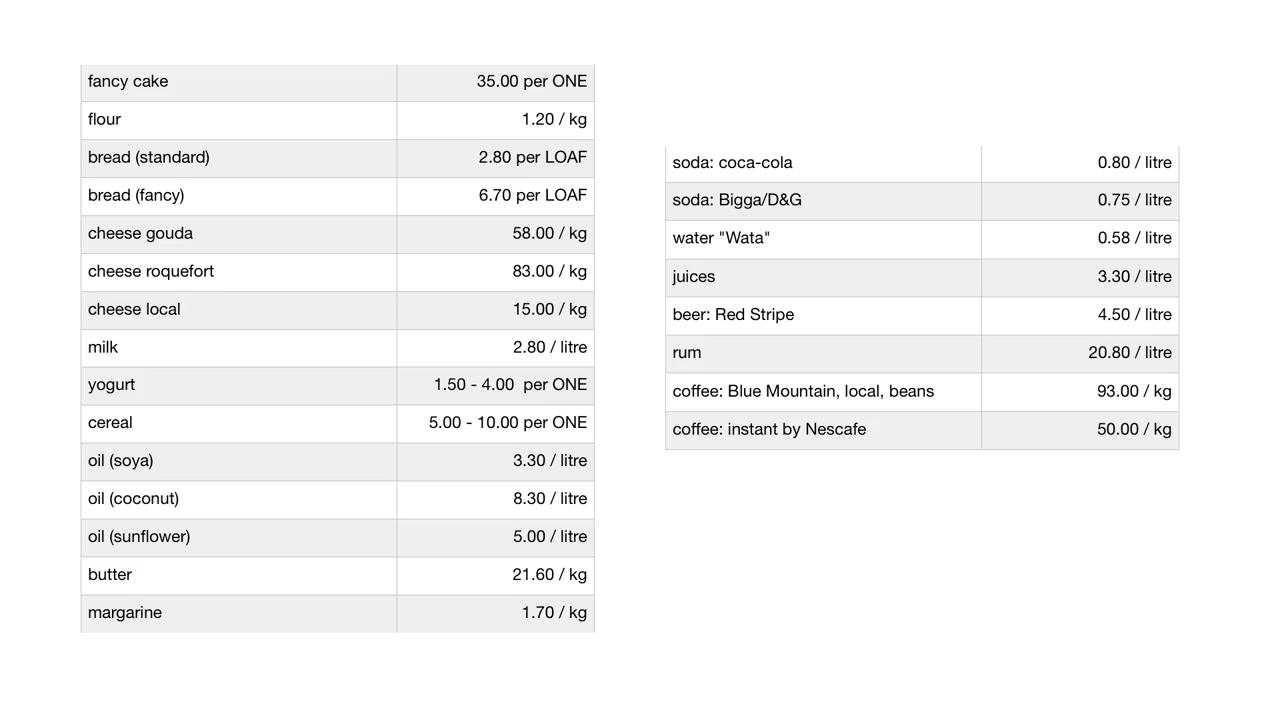 fancy cake 35.00 per ONE
flour 1.20 / kg
bread (standard) 2.80 per LOAF
bread (fancy) 6.70 per LOAF
cheese gouda 58.00 / kg
cheese roquefort 83.00 / kg
cheese local 15.00 / kg
milk 2.80 / litre
yogurt 1.50 - 4.00  per ONE
cereal 5.00 - 10.00 per ONE
oil (soya) 3.30 / litre
oil (coconut) 8.30 / litre
oil (sunflower) 5.00 / litre
butter 21.60 / kg
margarine 1.70 / kg
soda: coca-cola 0.80 / litre
soda: Bigga/D&G 0.75 / litre
water "Wata" 0.58 / litre
juices 3.30 / litre
beer: Red Stripe 4.50 / litre
rum 20.80 / litre
coffee: Blue Mountain, local, beans 93.00 / kg
coffee: instant by Nescafe 50.00 / kg